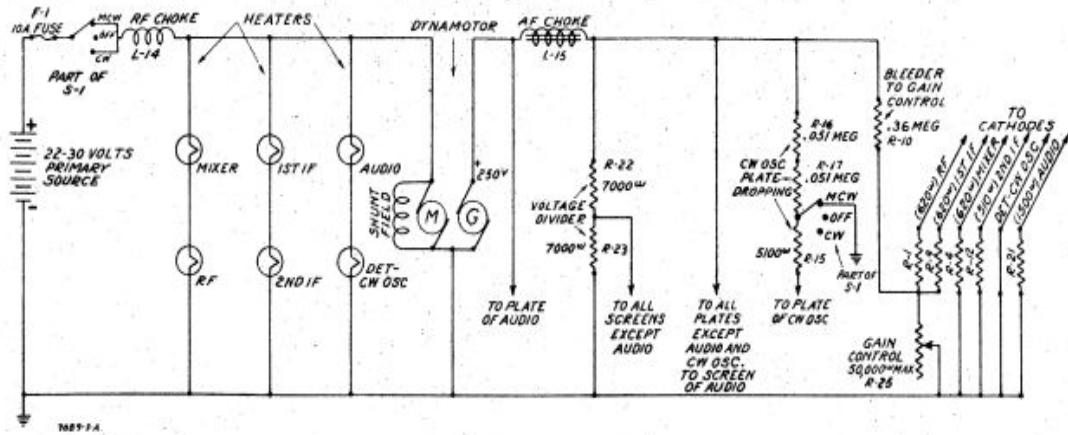 F-1
10A FUSE
MCW
OFF
CW
PART OF
S-1
RF CHOKE
L-14
HEATERS
DYNAMOTOR
AF CHOKE
L-15
+
22-30 VOLTS
PRIMARY
SOURCE
-
MIXER
1ST IF
AUDIO
RF
2ND IF
DET-
CW OSC
SHUNT
FIELD
M
G
+
250V
TO PLATE
OF AUDIO
R-22
7000ω
VOLTAGE
DIVIDER
7000ω
R-23
TO ALL
SCREENS
EXCEPT
AUDIO
TO ALL
PLATES
EXCEPT
AUDIO AND
CW OSC.
TO SCREEN
OF AUDIO
R-16
.051 MEG
CW OSC
PLATE
DROPPING
R-17
.051 MEG
MCW
OFF
CW
5100ω
R-15
PART OF
S-1
TO PLATE
OF CW OSC
BLEEDER
TO GAIN
CONTROL
.36 MEG
R-10
TO
CATHODES
(620ω) RF
(620ω) 1ST IF
(620ω) MIXER
(510ω) 2ND IF
DET-CW OSC
(1500ω) AUDIO
R-1
R-12
R-21
GAIN
CONTROL
50,000ω MAX
R-25